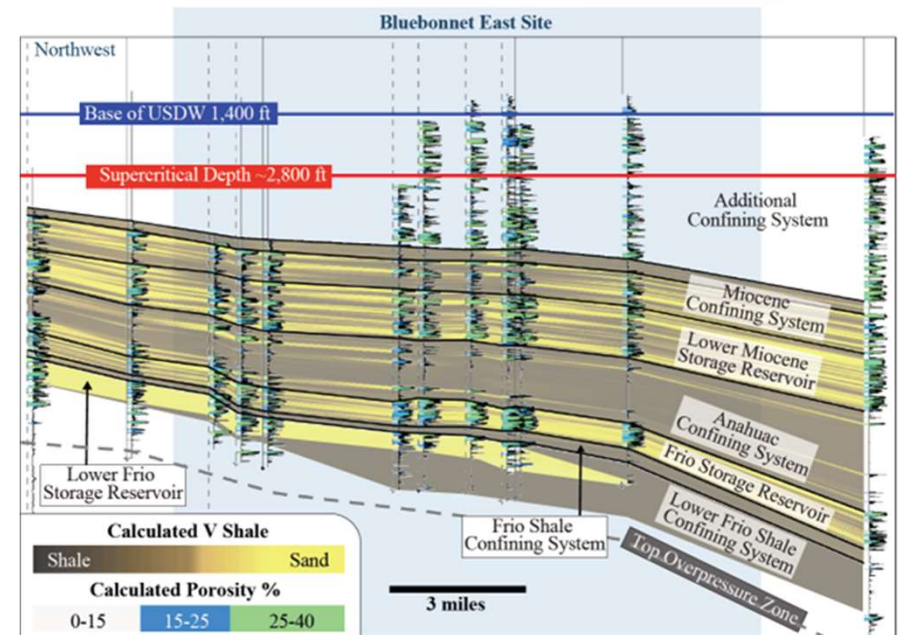 Bluebonnet East Site
Northwest
Base of USDW 1,400 ft
Supercritical Depth ~2,800 ft
Additional
Confining System
Miocene
Confining System
Lower Miocene
Storage Reservoir
Anahuac
Confining System
Frio Storage Reservoir
Lower Frio Shale
Confining System
Lower Frio
Storage Reservoir
Frio Shale
Confining System
Top Overpressure Zone
Calculated V Shale
Shale
Sand
Calculated Porosity %
0-15
15-25
25-40
3 miles